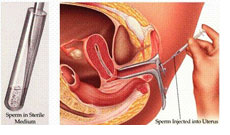 Sperm in Sterile
Medium
Sperm Injected into Uterus